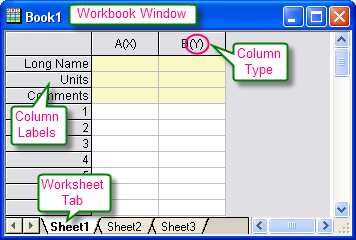 Book1
Workbook Window
A(X)
B(Y)
Column
Type
Long Name
Units
Comments
Column
Labels
1
2
3
4
Worksheet
Tab
Sheet1
Sheet2
Sheet3